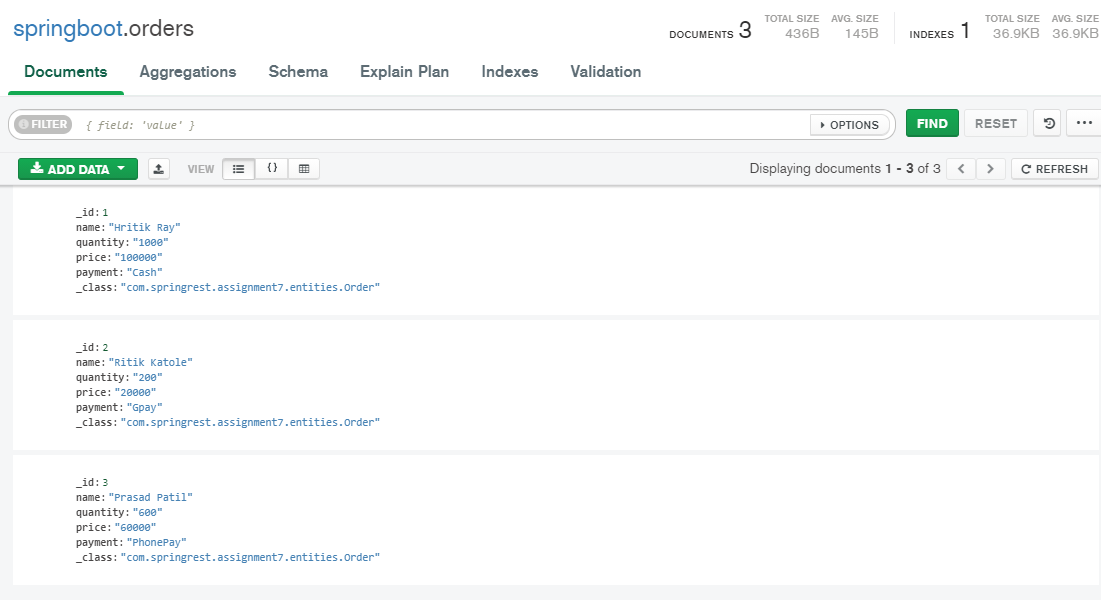 springboot.orders
DOCUMENTS 3 TOTAL SIZE 436B AVG. SIZE 145B INDEXES 1 TOTAL SIZE 36.9KB AVG. SIZE 36.9KB
Documents Aggregations Schema Explain Plan Indexes Validation
FILTER { field: 'value' } OPTIONS FIND RESET ...
ADD DATA VIEW {} Displaying documents 1 - 3 of 3 < > REFRESH
_id: 1
name: "Hritik Ray"
quantity: "1000"
price: "100000"
payment: "Cash"
_class: "com.springrest.assignment7.entities.Order"
_id: 2
name: "Ritik Katole"
quantity: "200"
price: "20000"
payment: "Gpay"
_class: "com.springrest.assignment7.entities.Order"
_id: 3
name: "Prasad Patil"
quantity: "600"
price: "60000"
payment: "PhonePay"
_class: "com.springrest.assignment7.entities.Order"